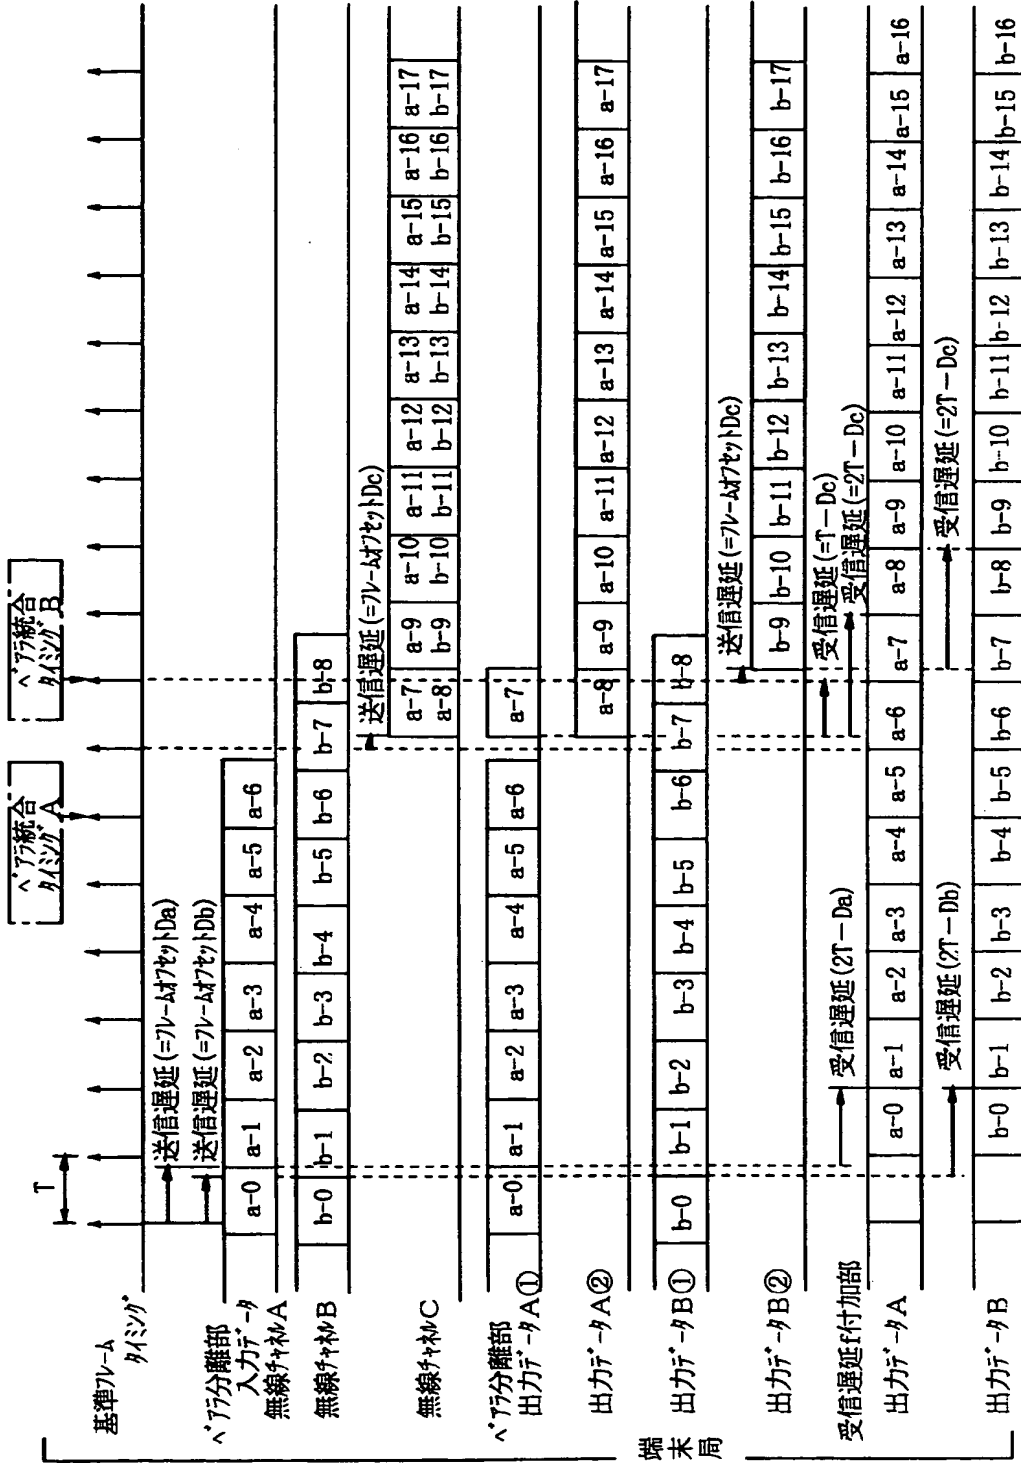 ベアラ統合
タイミングA
ベアラ統合
タイミングB
T
基準フレーム
タイミング
送信遅延(=フレームオフセットDa)
送信遅延(=フレームオフセットDb)
ベアラ分離部
入力データ
無線チャネルA
a-0 a-1 a-2 a-3 a-4 a-5 a-6
無線チャネルB
b-0 b-1 b-2 b-3 b-4 b-5 b-6 b-7 b-8
送信遅延(=フレームオフセットDc)
無線チャネルC
a-7 a-9 a-10 a-11 a-12 a-13 a-14 a-15 a-16 a-17
a-8 b-9 b-10 b-11 b-12 b-13 b-14 b-15 b-16 b-17
ベアラ分離部
出力データA①
a-0 a-1 a-2 a-3 a-4 a-5 a-6 a-7
出力データA②
a-8 a-9 a-10 a-11 a-12 a-13 a-14 a-15 a-16 a-17
出力データB①
b-0 b-1 b-2 b-3 b-4 b-5 b-6 b-7 b-8
送信遅延(=フレームオフセットDc)
出力データB②
b-9 b-10 b-11 b-12 b-13 b-14 b-15 b-16 b-17
受信遅延(2T-Da)
受信遅延(=T-Dc)
受信遅延(=2T-Dc)
受信遅延f付加部
出力データA
a-0 a-1 a-2 a-3 a-4 a-5 a-6 a-7 a-8 a-9 a-10 a-11 a-12 a-13 a-14 a-15 a-16
受信遅延(2T-Db)
受信遅延(=2T-Dc)
出力データB
b-0 b-1 b-2 b-3 b-4 b-5 b-6 b-7 b-8 b-9 b-10 b-11 b-12 b-13 b-14 b-15 b-16
端末局